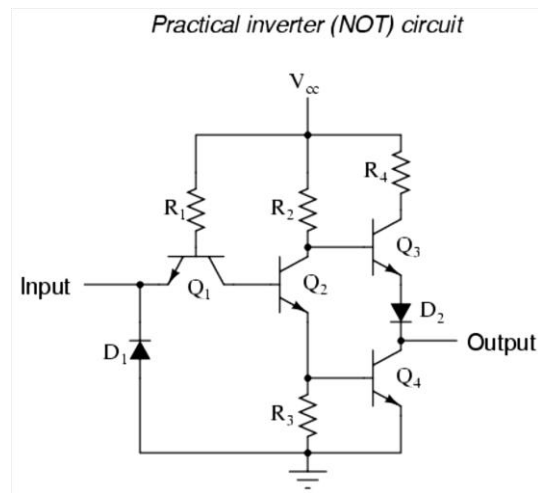 Practical inverter (NOT) circuit
Vcc
R4
R1
R2
Q3
Input
Q1
Q2
D2
Output
D1
Q4
R3